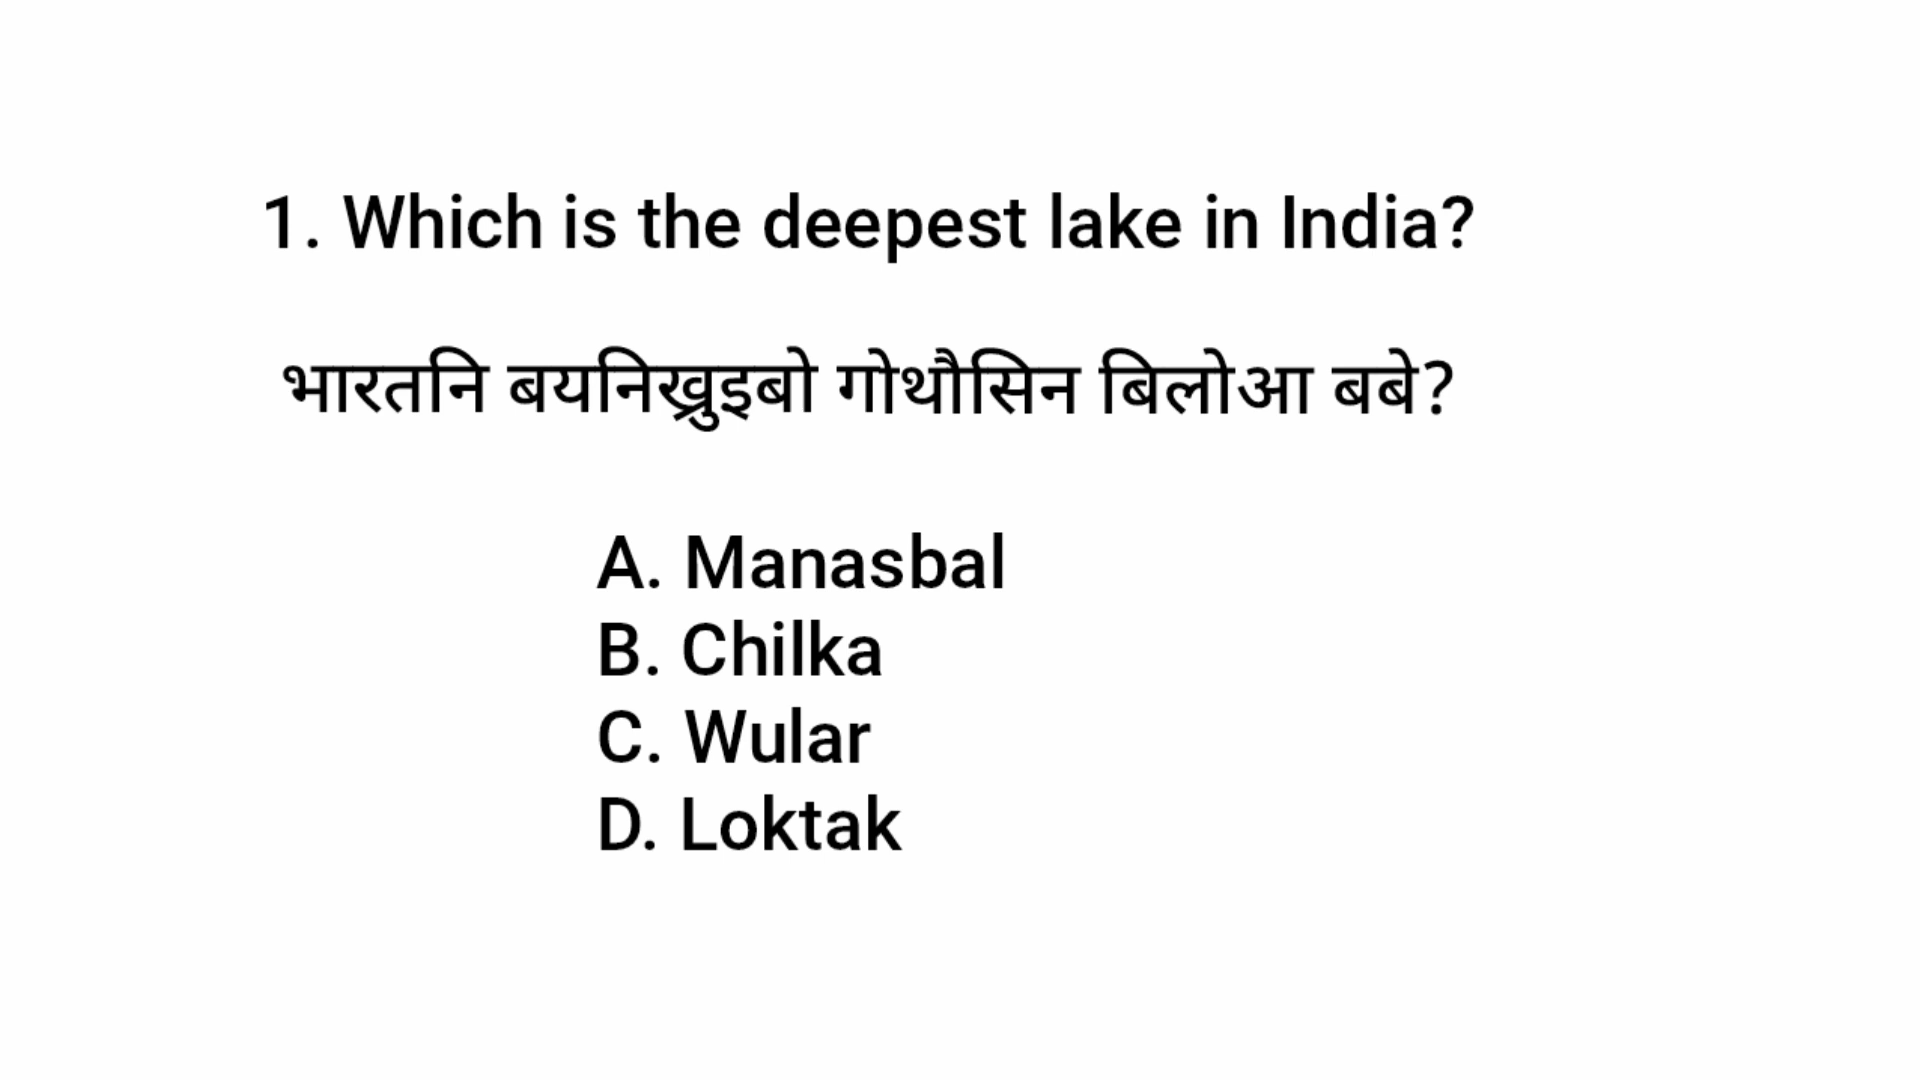 1. Which is the deepest lake in India?
भारतनि बयनिख्रुइबो गोथौसिन बिलोआ बबे?
A. Manasbal
B. Chilka
C. Wular
D. Loktak